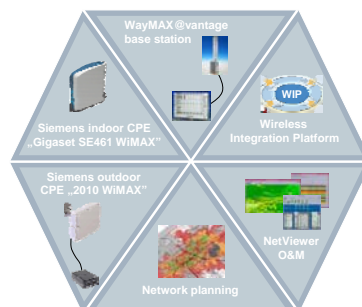 WayMAX@vantage
base station
Siemens indoor CPE
„Gigaset SE461 WiMAX”
WIP
Wireless
Integration Platform
Siemens outdoor
CPE „2010 WiMAX”
Network planning
NetViewer
O&M